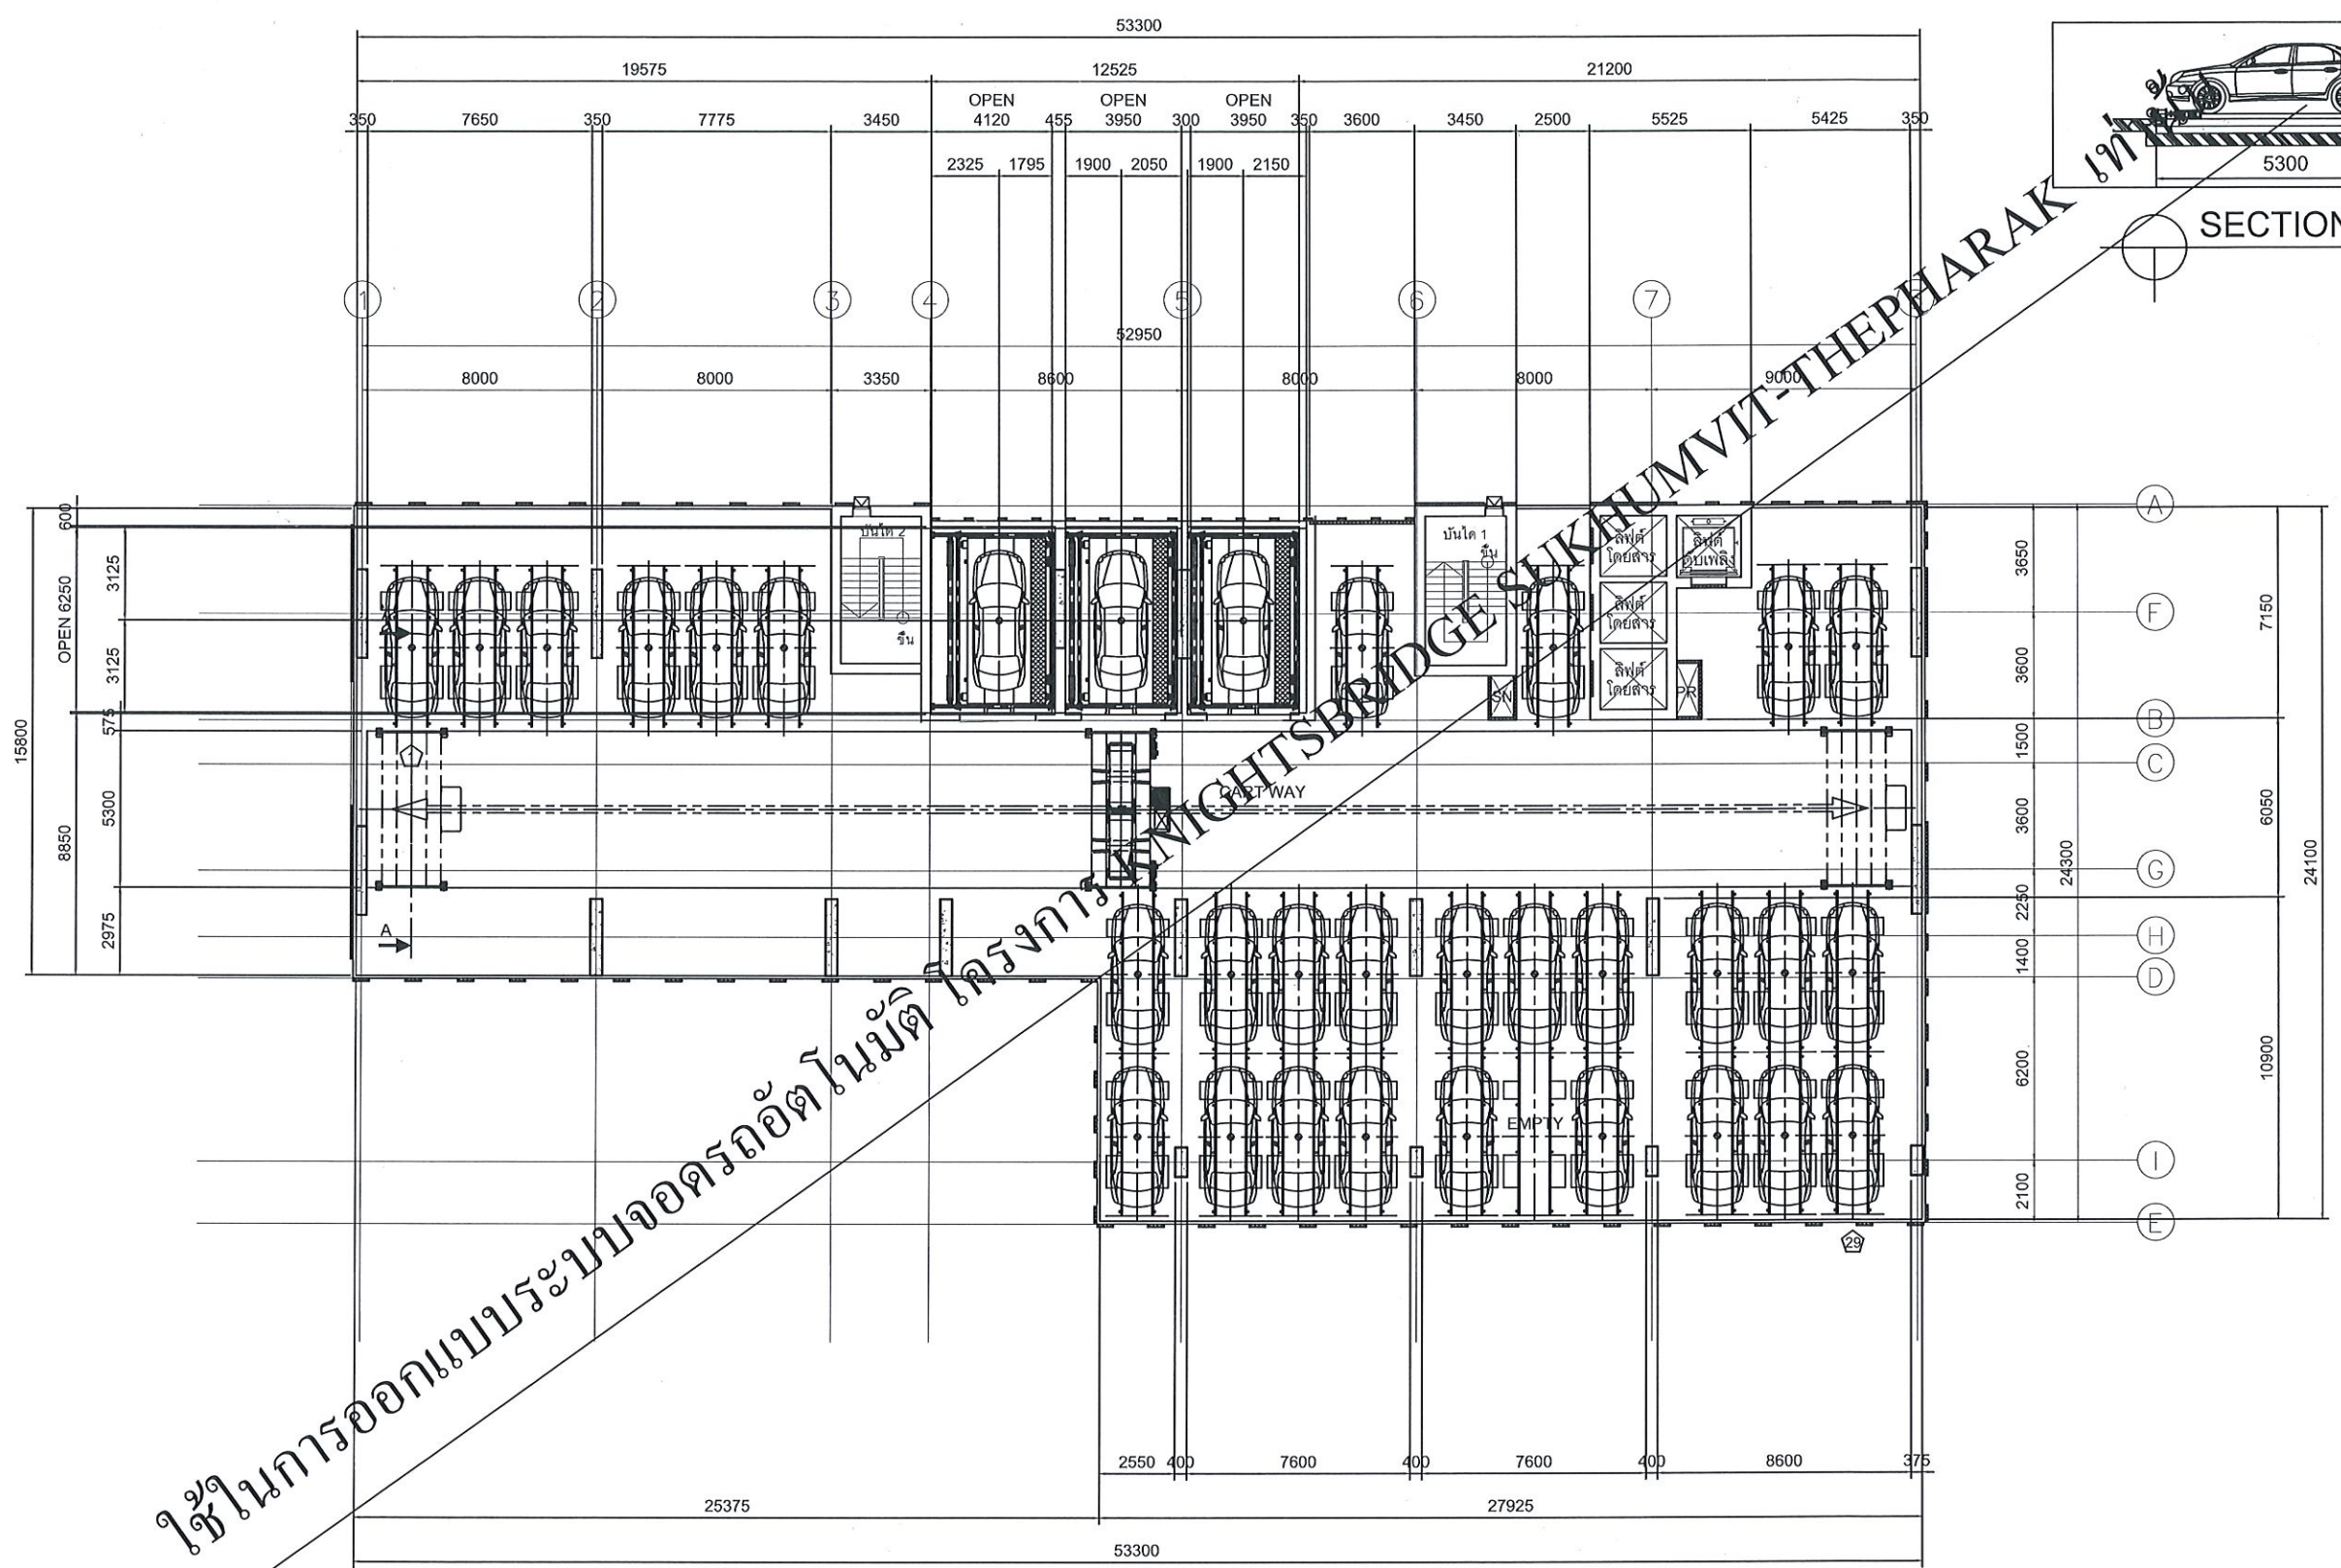 53300
19575 12525 21200
OPEN OPEN OPEN
350 7650 350 7775 3450 4120 455 3950 300 3950 350 3600 3450 2500 5525 5425 350
2325 1795 1900 2050 1900 2150
5300
SECTION
1 2 3 4 5 6 7
52950
8000 8000 3350 8600 8000 8000 9000
A
600
บันได 2
บันได 1
ขึ้น
ลิฟต์
โดยสาร
ลิฟต์
ดับเพลิง
3125
3650
OPEN 6250
ลิฟต์
โดยสาร
F
7150
ขึ้น
3125
ลิฟต์
โดยสาร
3600
SN
PR
B
575
15800
1
1500
C
CART WAY
5300
8850
3600
6050
G
24300
24100
2975
A
2250
H
1400
D
6200
10900
EMPTY
I
2100
E
29
2550 400 7600 400 7600 400 8600 375
25375 27925
53300
ใช้ในการออกแบบระบบจอดรถอัตโนมัติ โครงการ KNIGHTSBRIDGE SUKHUMVIT-THEPHARAK เท่านั้น